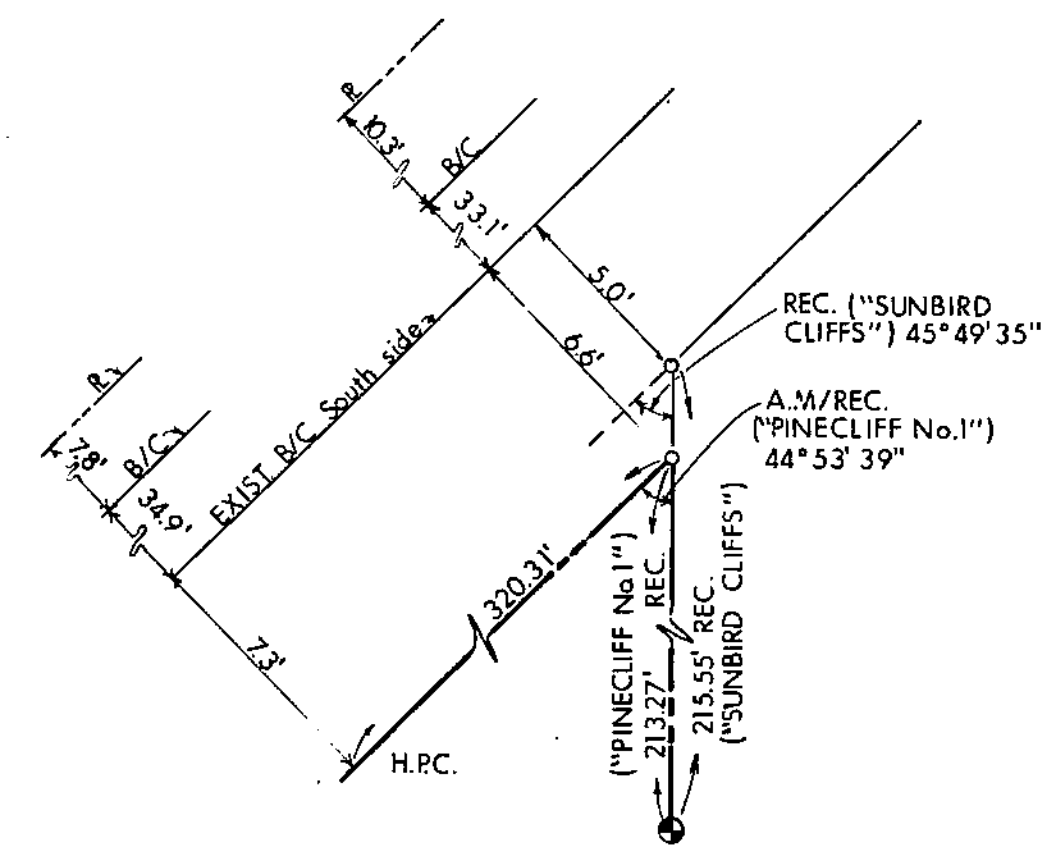 R
10.3'
B/C
33.1'
5.0'
6.6'
REC. ("SUNBIRD
CLIFFS") 45°49'35"
A.M/REC.
("PINECLIFF No.1")
44°53'39"
R
7.8'
B/C
34.9'
EXIST. B/C South side
7.3'
320.31'
H.P.C.
("PINECLIFF No.1")
213.27' REC.
215.55' REC.
("SUNBIRD CLIFFS")